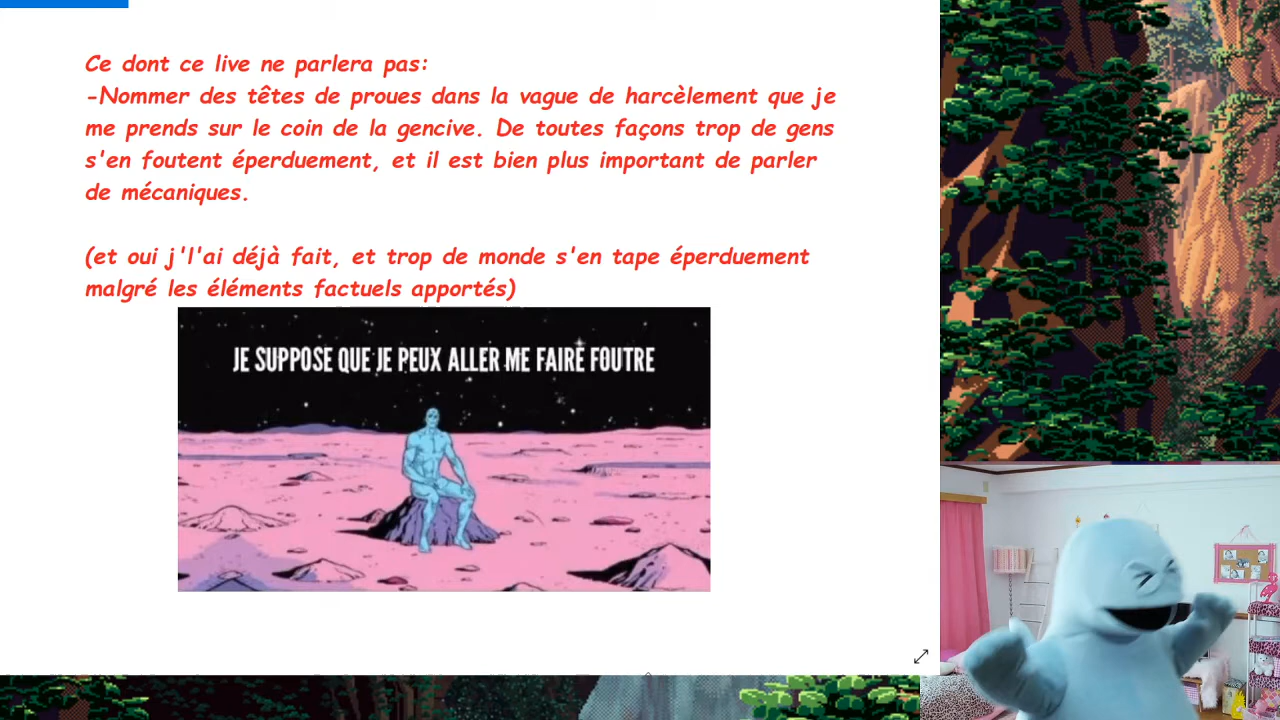 Ce dont ce live ne parlera pas:
-Nommer des têtes de proues dans la vague de harcèlement que je
me prends sur le coin de la gencive. De toutes façons trop de gens
s'en foutent éperduement, et il est bien plus important de parler
de mécaniques.
(et oui j'l'ai déjà fait, et trop de monde s'en tape éperduement
malgré les éléments factuels apportés)
JE SUPPOSE QUE JE PEUX ALLER ME FAIRE FOUTRE